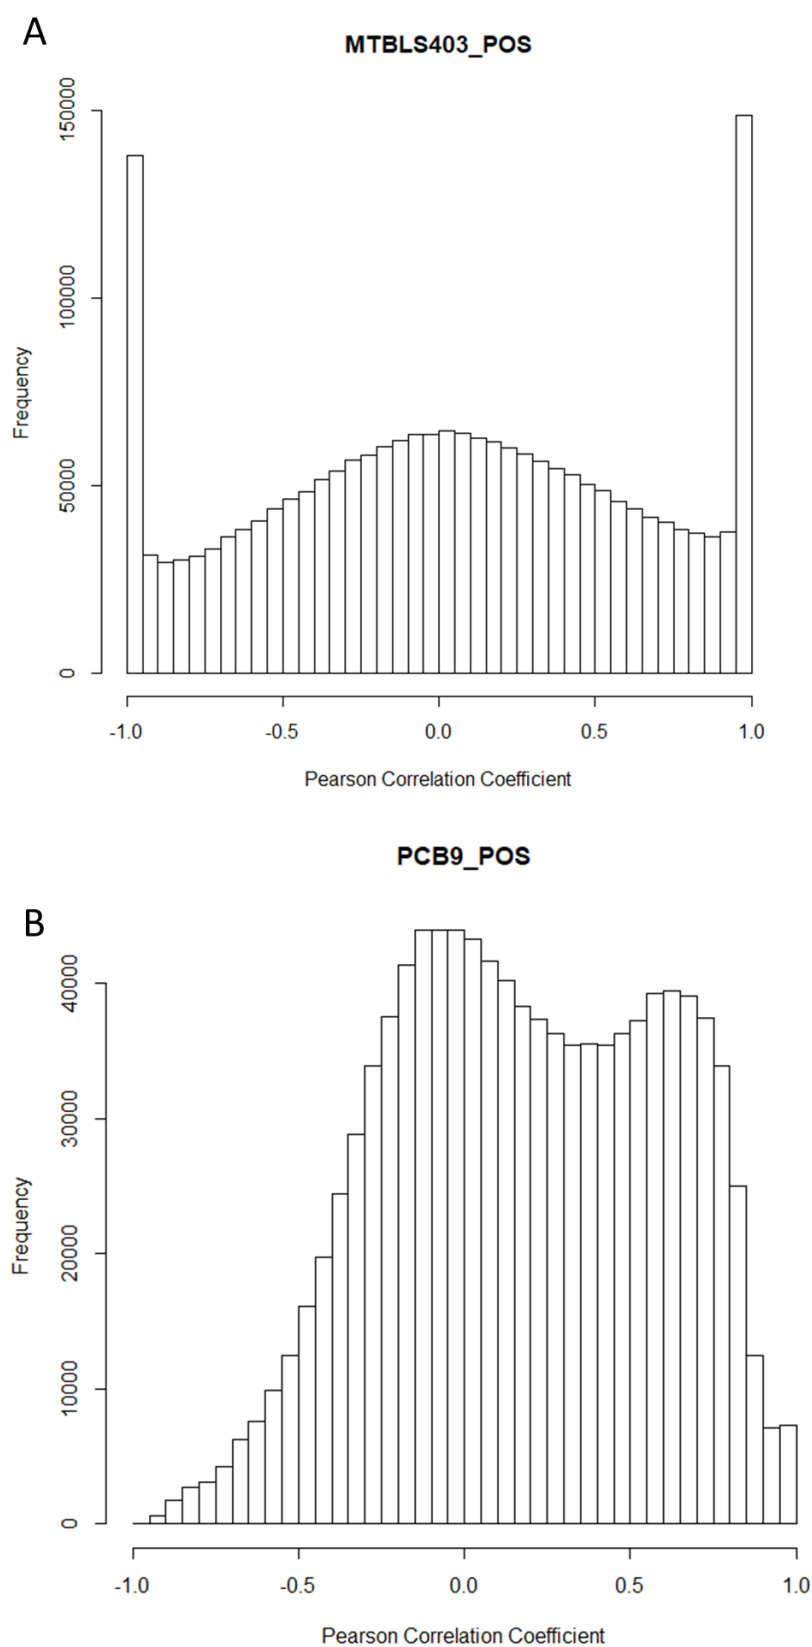 A
MTBLS403_POS
150000
100000
50000
0
Frequency
-1.0 -0.5 0.0 0.5 1.0
Pearson Correlation Coefficient
PCB9_POS
B
40000
30000
20000
10000
0
Frequency
-1.0 -0.5 0.0 0.5 1.0
Pearson Correlation Coefficient